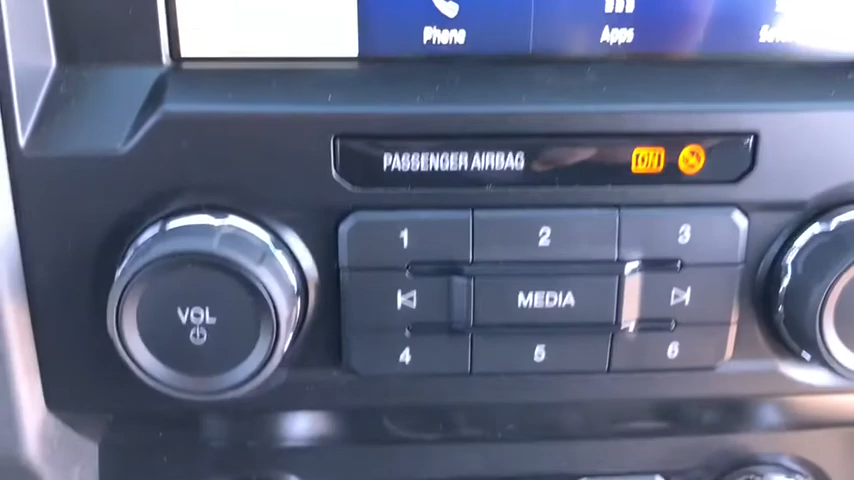 Phone
Apps
PASSENGER AIRBAG ON
1 2 3
VOL
MEDIA
4 5 6